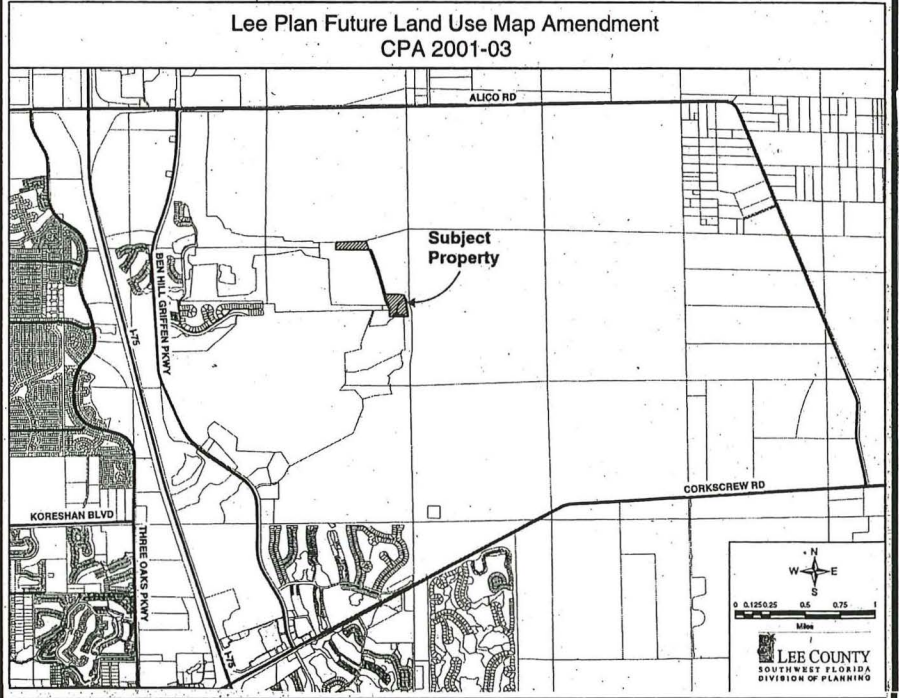 Lee Plan Future Land Use Map Amendment
CPA 2001-03
ALICO RD
Subject
Property
BEN HILL GRIFFEN PKWY
I-75
CORKSCREW RD
KORESHAN BLVD
THREE OAKS PKWY
I-75
N
W E
S
0 0.125 0.25 0.5 0.75 1
Miles
LEE COUNTY
SOUTHWEST FLORIDA
DIVISION OF PLANNING